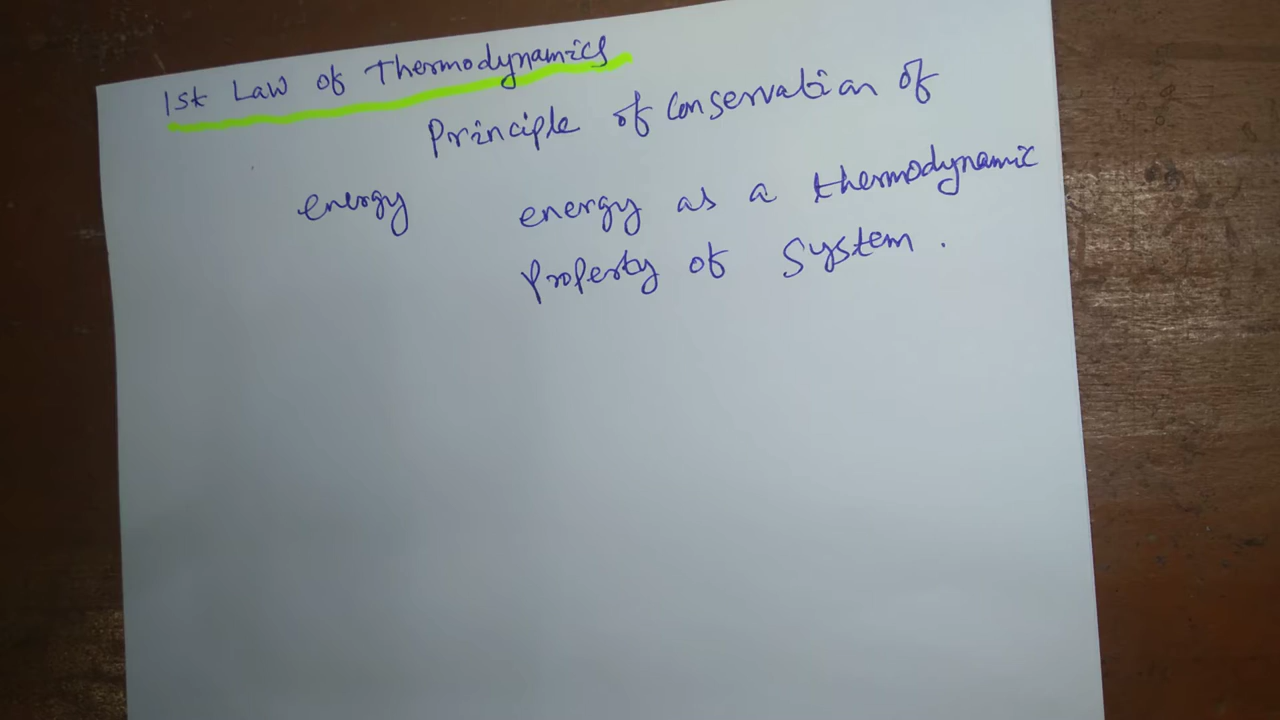 1st Law of Thermodynamics
Principle of Conservation of
energy energy as a thermodynamic
Property of System.